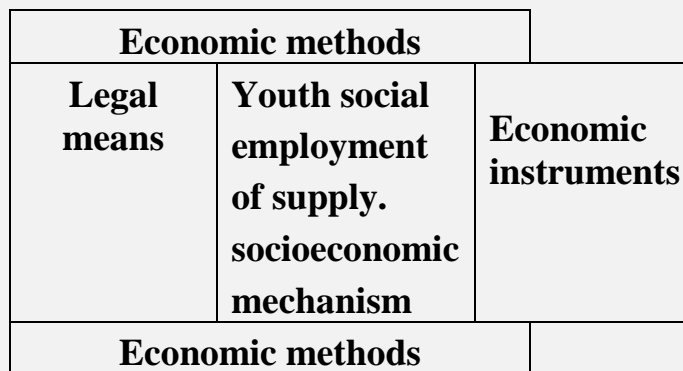 Economic methods
Legal
means
Youth social
employment
of supply.
socioeconomic
mechanism
Economic
instruments
Economic methods